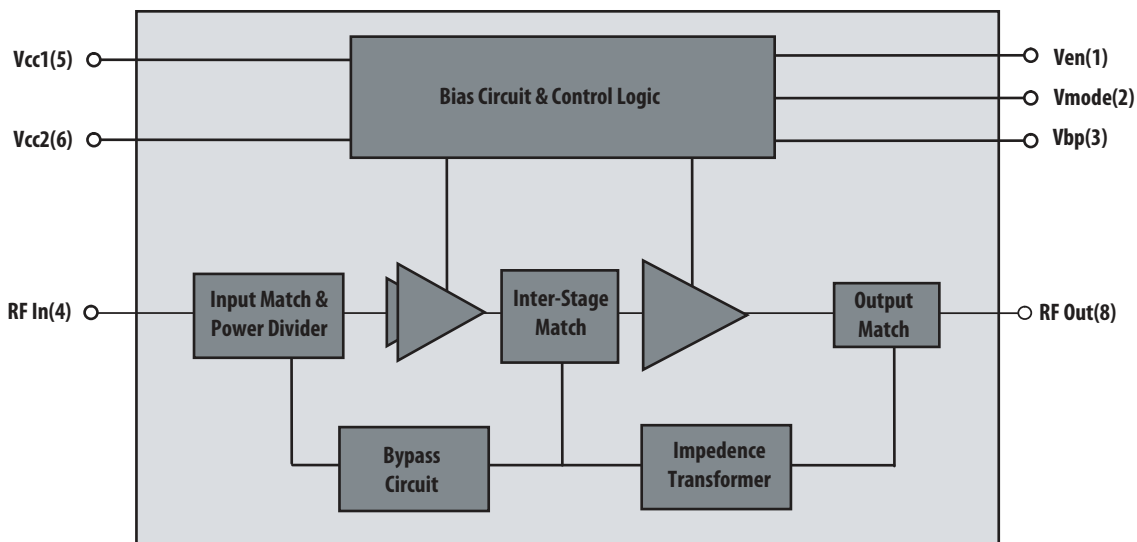 Vcc1(5)
Ven(1)
Bias Circuit & Control Logic
Vmode(2)
Vcc2(6)
Vbp(3)
RF In(4)
Input Match &
Power Divider
Inter-Stage
Match
Output
Match
RF Out(8)
Bypass
Circuit
Impedence
Transformer